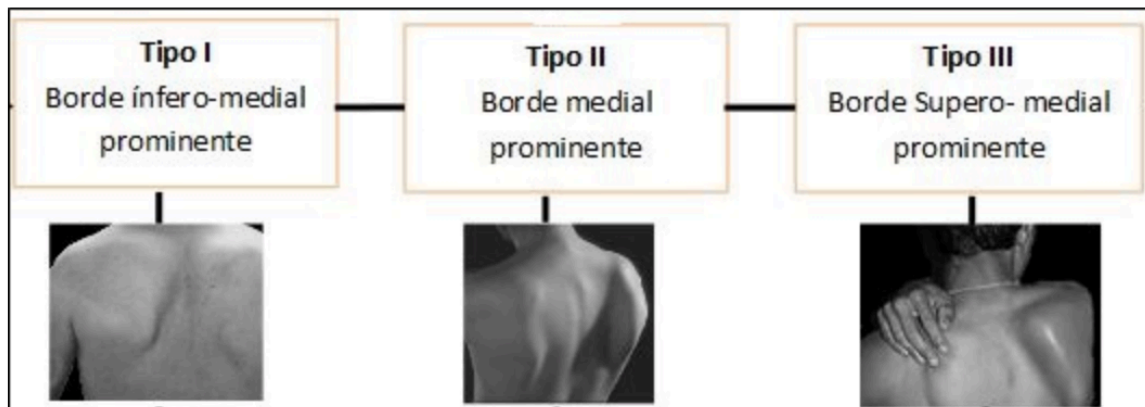 Tipo I
Borde ínfero-medial
prominente
Tipo II
Borde medial
prominente
Tipo III
Borde Supero- medial
prominente